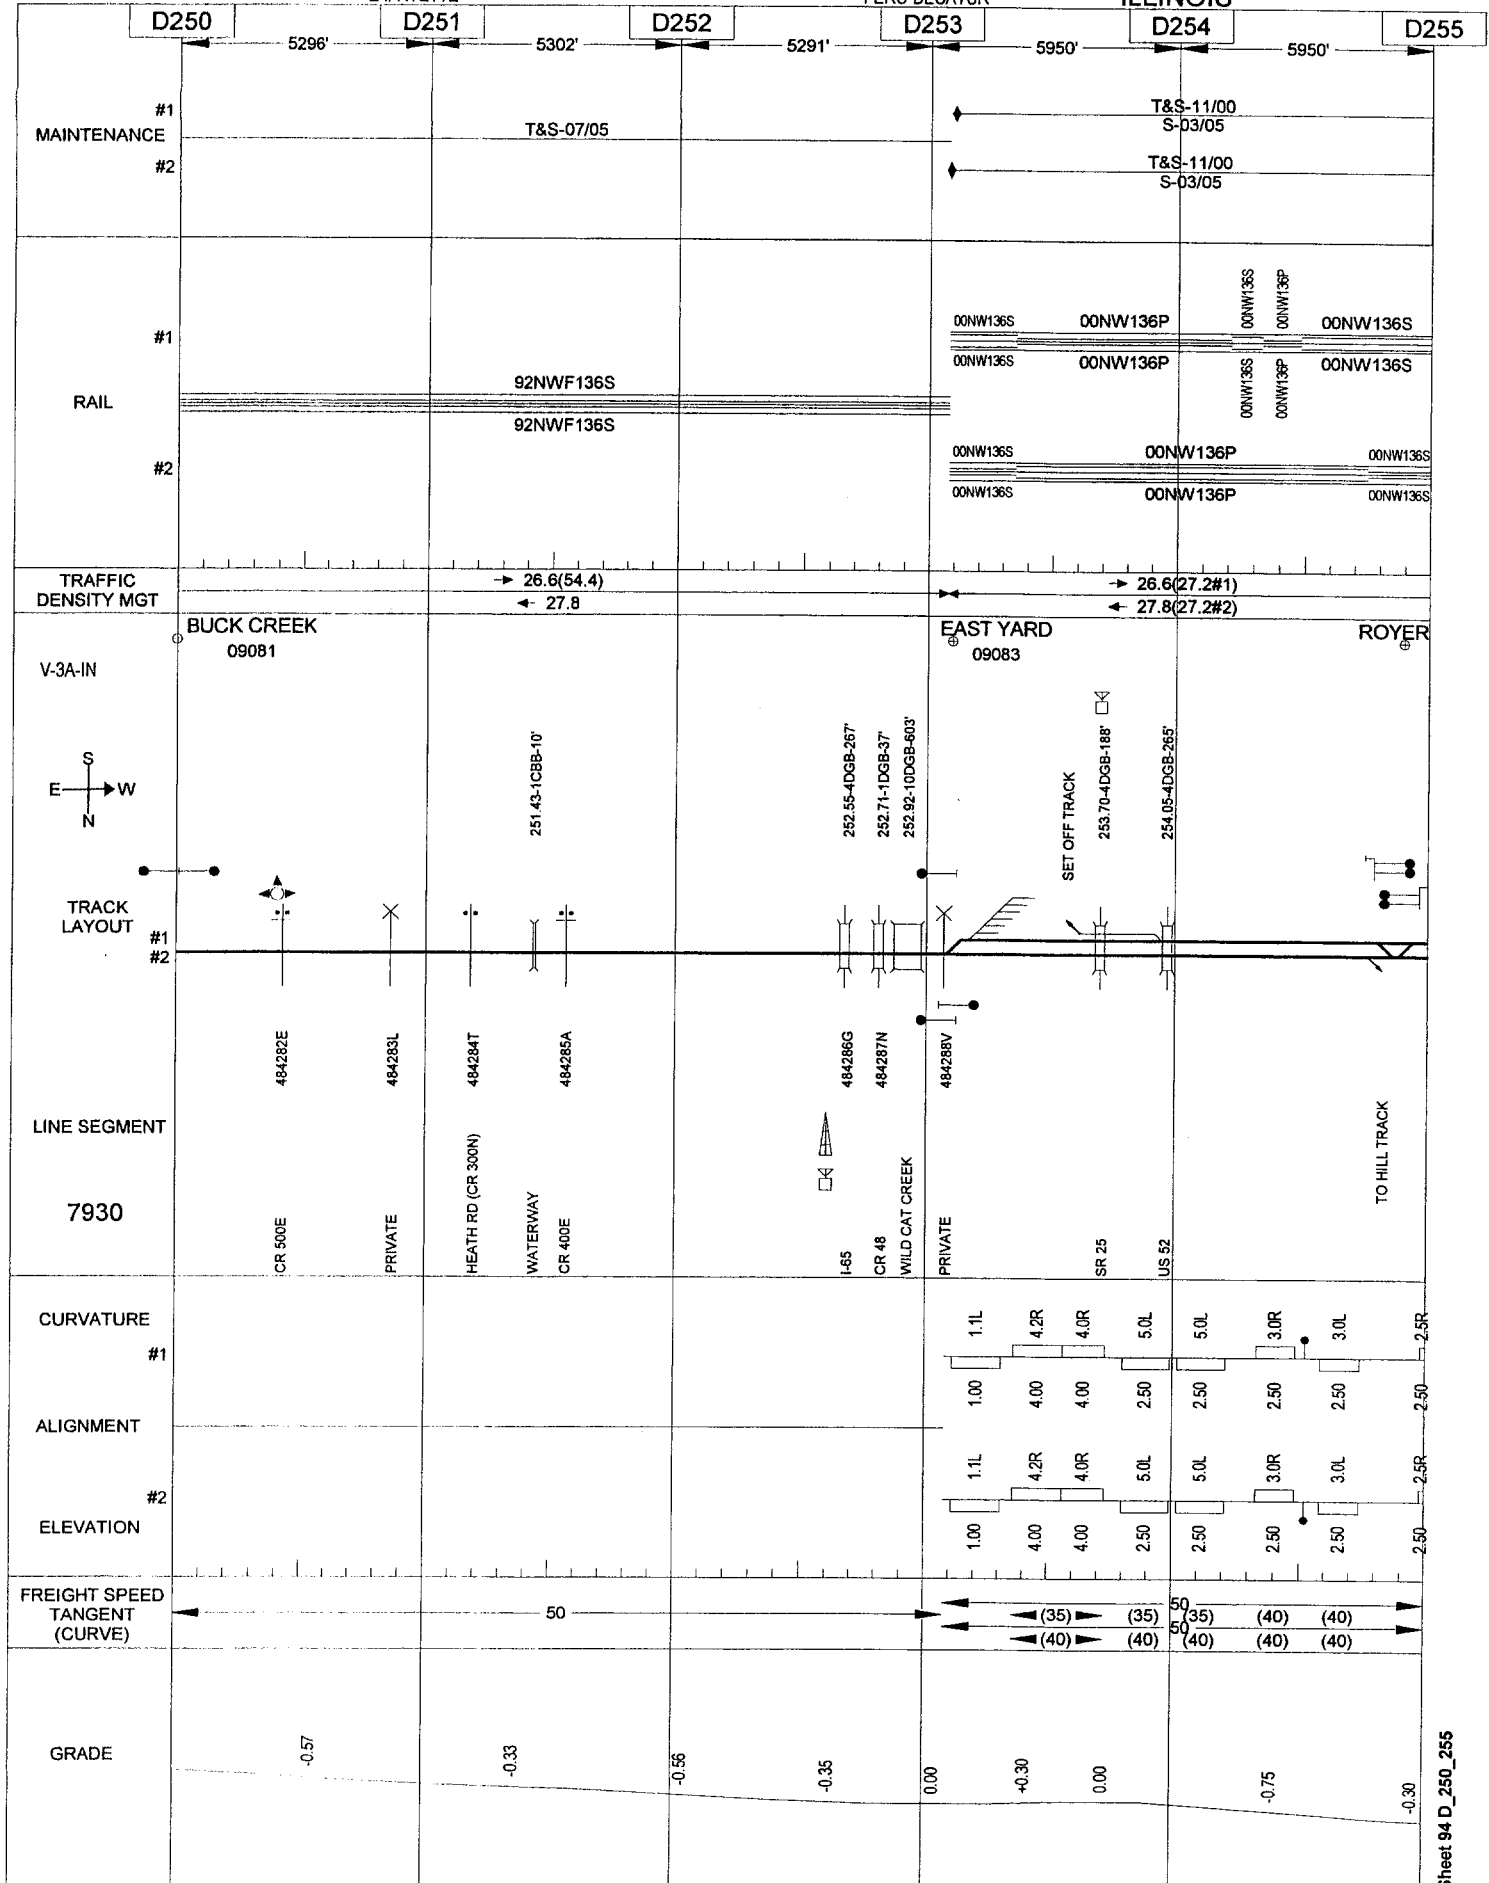 ILLINOIS
D250 D251 D252 D253 D254 D255
5296' 5302' 5291' 5950' 5950'
MAINTENANCE
#1
#2
T&S-07/05
T&S-11/00
S-03/05
T&S-11/00
S-03/05
RAIL
#1
#2
92NWF136S
92NWF136S
00NW136S 00NW136P 00NW136S 00NW136P 00NW136S
00NW136S 00NW136P 00NW136S 00NW136P 00NW136S
00NW136S 00NW136P 00NW136S
00NW136S 00NW136P 00NW136S
TRAFFIC
DENSITY MGT
26.6(54.4)
27.8
26.6(27.2#1)
27.8(27.2#2)
BUCK CREEK
09081
EAST YARD
09083
ROYER
V-3A-IN
S
E W
N
251.43-1CBB-10'
252.55-4DGB-267'
252.71-1DGB-37'
252.92-10DGB-603'
SET OFF TRACK
253.70-4DGB-188'
254.05-4DGB-265'
TRACK
LAYOUT
#1
#2
484282E
484283L
484284T
484285A
484286G
484287N
484288V
LINE SEGMENT
7930
CR 500E
PRIVATE
HEATH RD (CR 300N)
WATERWAY
CR 400E
I-65
CR 48
WILD CAT CREEK
PRIVATE
SR 25
US 52
TO HILL TRACK
CURVATURE
#1
1.1L 4.2R 4.0R 5.0L 5.0L 3.0R 3.0L 2.5R
1.00 4.00 4.00 2.50 2.50 2.50 2.50 2.50
ALIGNMENT
#2
1.1L 4.2R 4.0R 5.0L 5.0L 3.0R 3.0L 2.5R
ELEVATION
1.00 4.00 4.00 2.50 2.50 2.50 2.50 2.50
FREIGHT SPEED
TANGENT
(CURVE)
50
50
(35) (35) (35) (40) (40)
50
(40) (40) (40) (40) (40)
GRADE
-0.57 -0.33 -0.56 -0.35 0.00 +0.30 0.00 -0.75 -0.30
Sheet 94 D_250_255